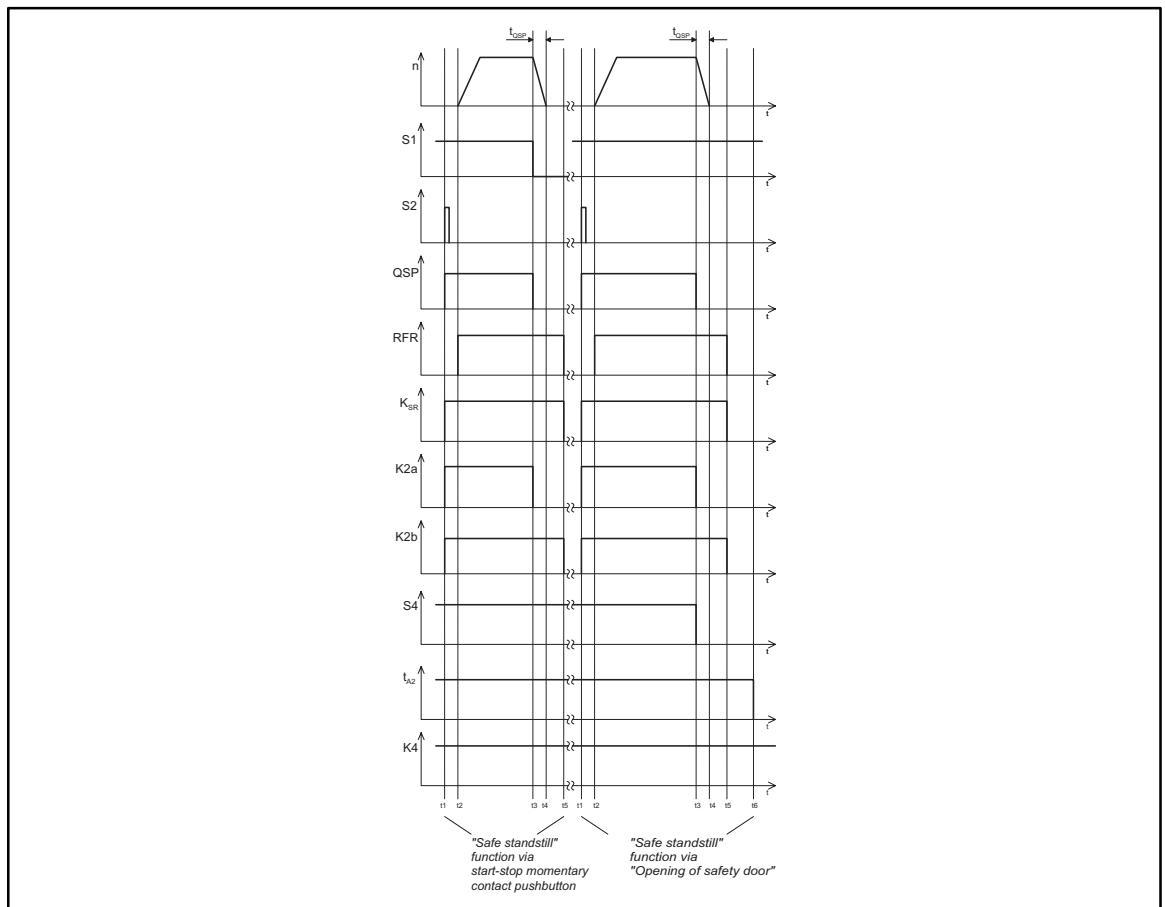 tQSP tQSP
n
t
S1
t
S2
t
QSP
t
RFR
t
KSR
t
K2a
t
K2b
t
S4
t
tA2
t
K4
t
t1 t2 t3 t4 t5 t1 t2 t3 t4 t5 t6
"Safe standstill"
function via
start-stop momentary
contact pushbutton
"Safe standstill"
function via
"Opening of safety door"